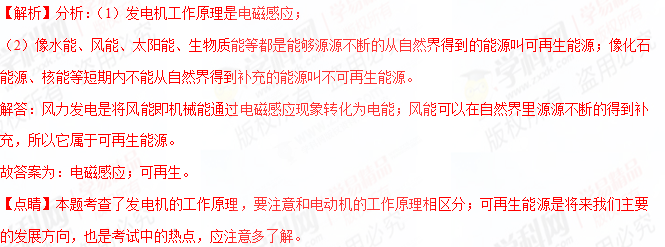 【解析】分析：（1）发电机工作原理是电磁感应；
（2）像水能、风能、太阳能、生物质能等都是能够源源不断的从自然界得到的能源叫可再生能源；像化石
能源、核能等短期内不能从自然界得到补充的能源叫不可再生能源。
解答：风力发电是将风能即机械能通过电磁感应现象转化为电能；风能可以在自然界里源源不断的得到补
充，所以它属于可再生能源。
故答案为：电磁感应；可再生。
【点睛】本题考查了发电机的工作原理，要注意和电动机的工作原理相区分；可再生能源是将来我们主要
的发展方向，也是考试中的热点，应注意多了解。